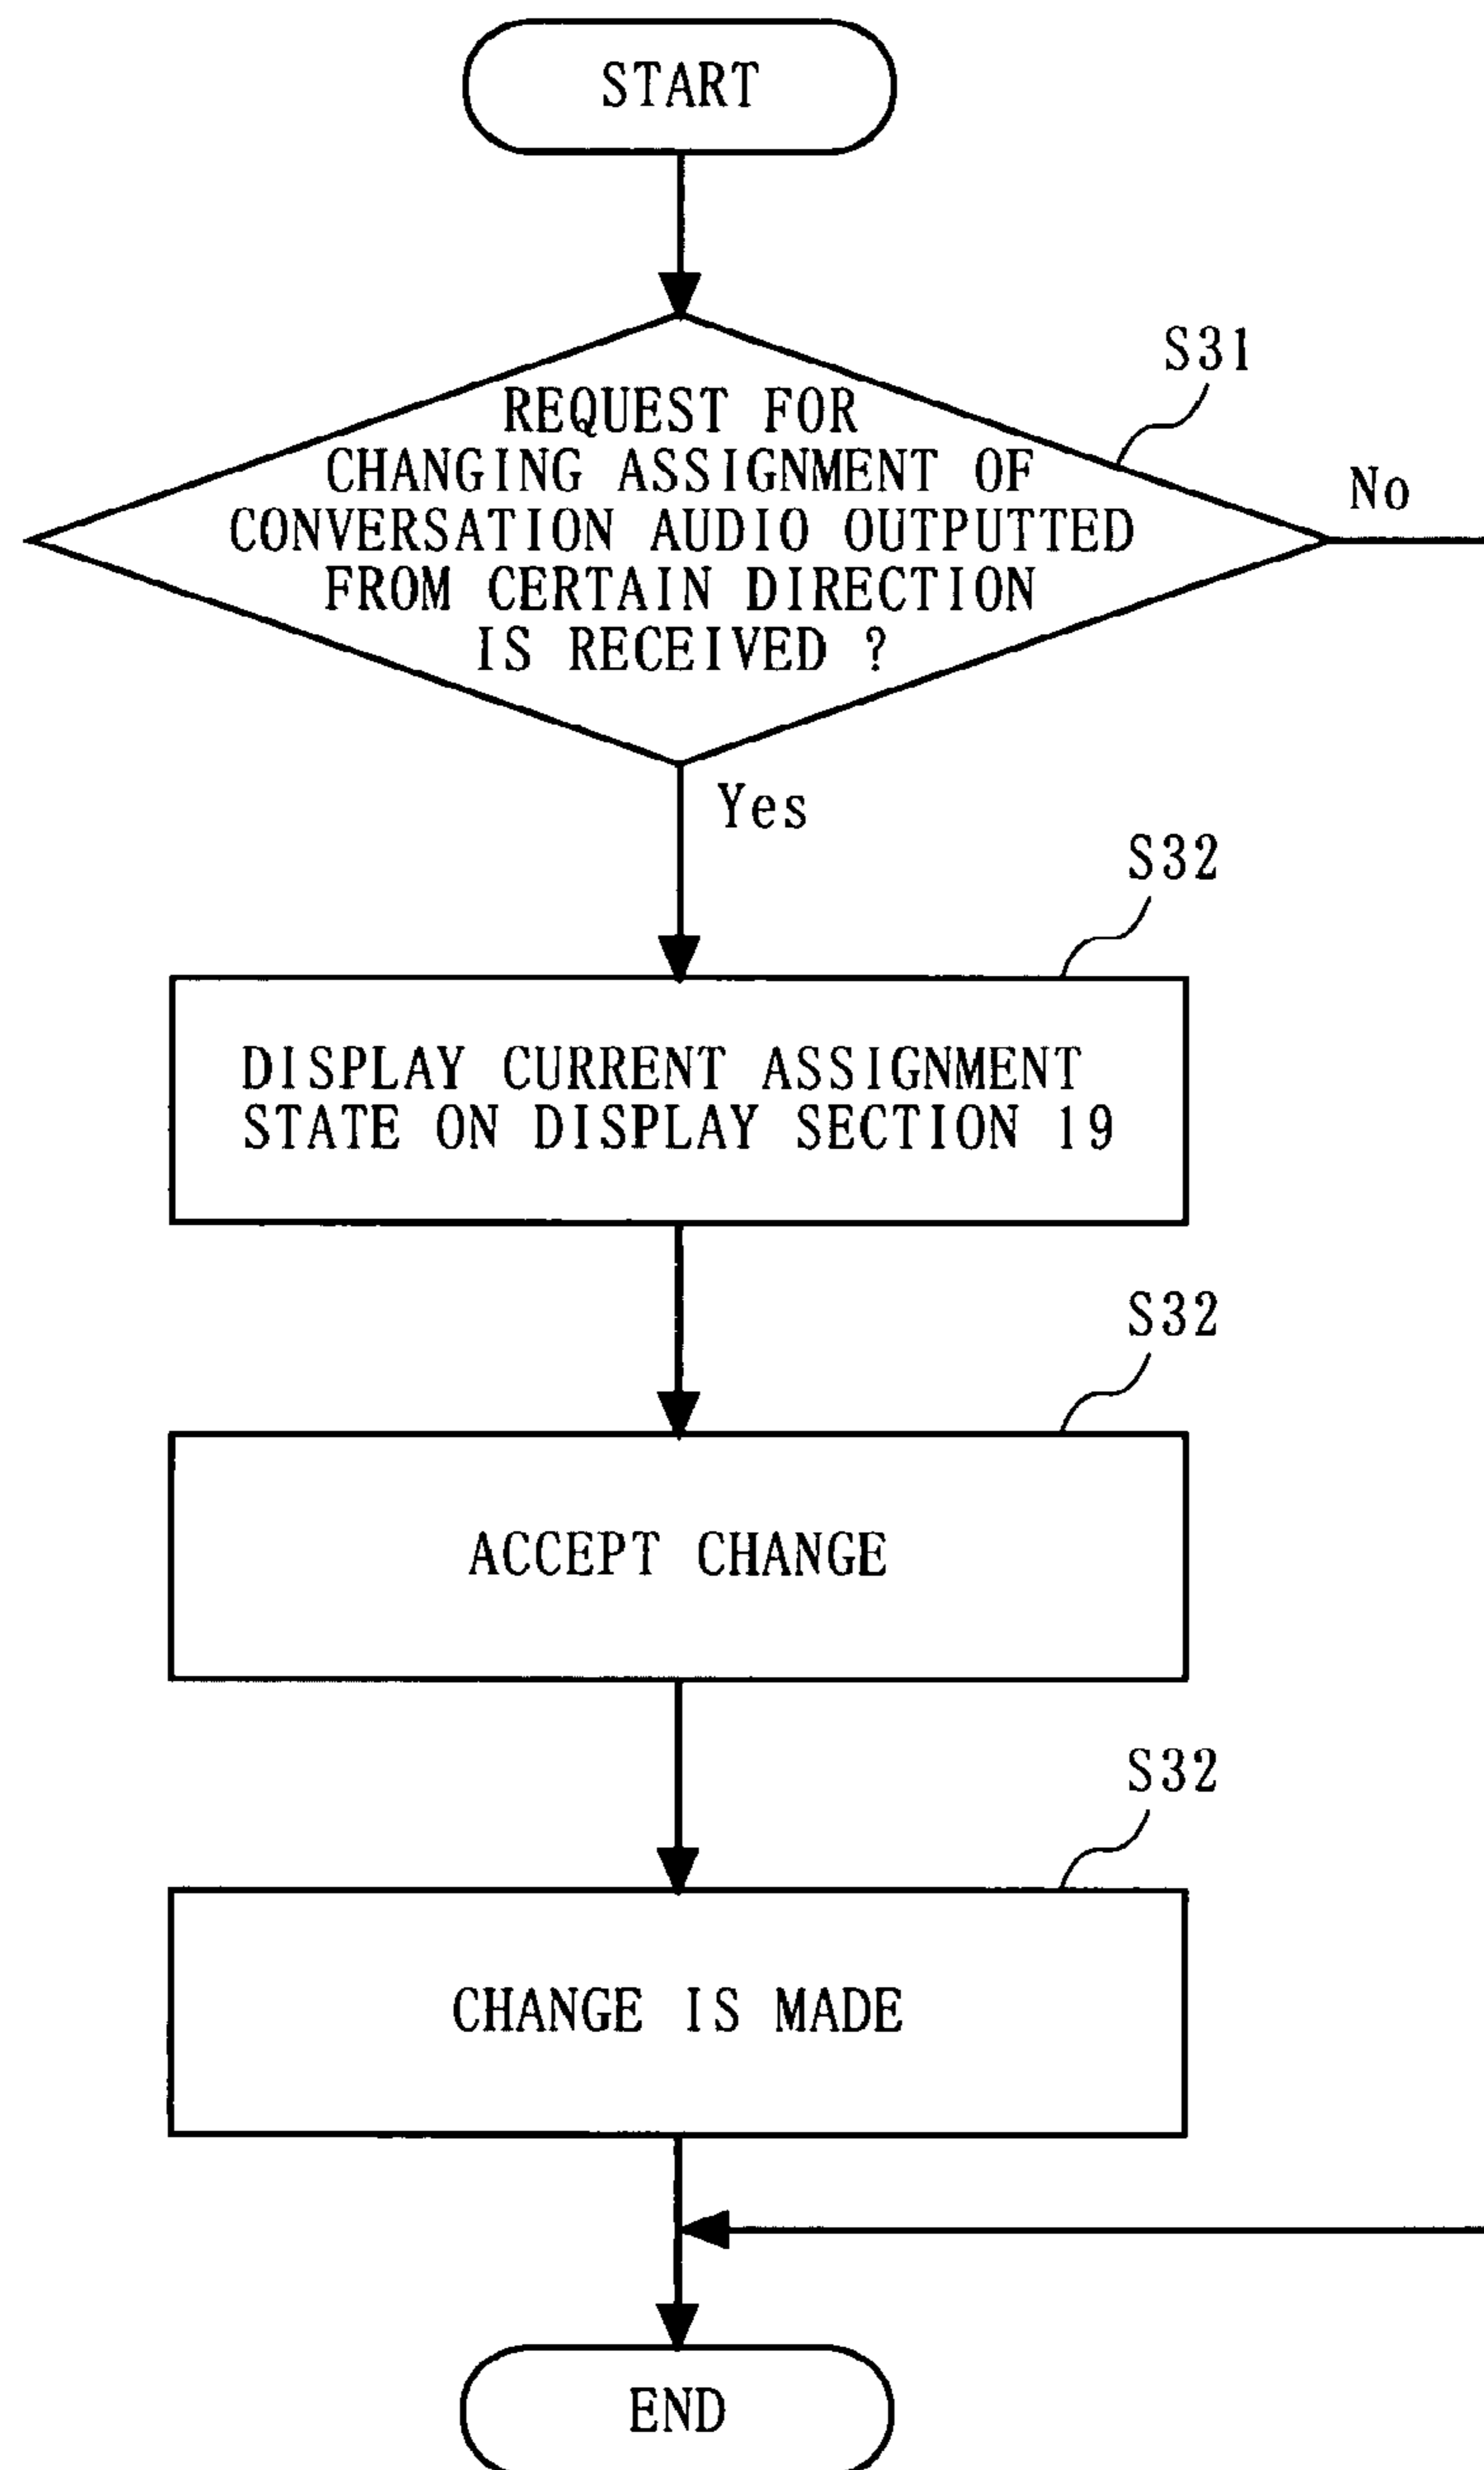 START
S31
REQUEST FOR
CHANGING ASSIGNMENT OF
CONVERSATION AUDIO OUTPUTTED
FROM CERTAIN DIRECTION
IS RECEIVED ?
No
Yes
S32
DISPLAY CURRENT ASSIGNMENT
STATE ON DISPLAY SECTION 19
S32
ACCEPT CHANGE
S32
CHANGE IS MADE
END